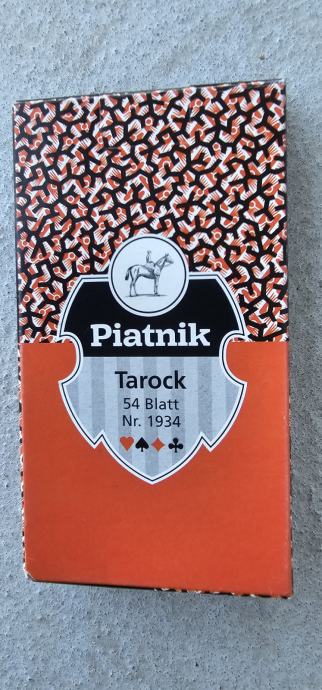 Piatnik
Tarock
54 Blatt
Nr. 1934